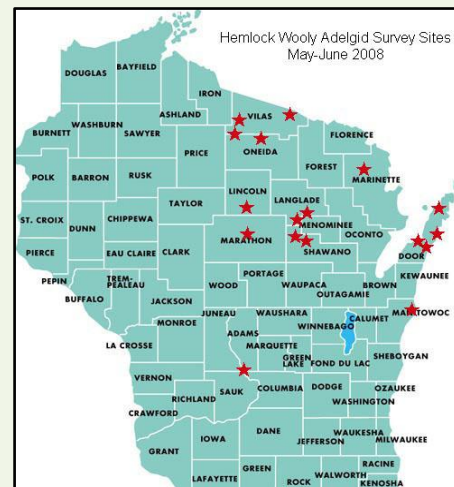 Hemlock Wooly Adelgid Survey Sites
May-June 2008
DOUGLAS
BAYFIELD
IRON
VILAS
ASHLAND
FLORENCE
BURNETT
WASHBURN
SAWYER
PRICE
ONEIDA
FOREST
MARINETTE
POLK
BARRON
RUSK
LINCOLN
LANGLADE
TAYLOR
ST. CROIX
DUNN
CHIPPEWA
MENOMINEE
OCONTO
MARATHON
DOOR
PIERCE
EAU CLAIRE
CLARK
SHAWANO
KEWAUNEE
PEPIN
BUFFALO
TREM-
PEALEAU
JACKSON
WOOD
PORTAGE
WAUPACA
BROWN
OUTAGAMIE
MONROE
JUNEAU
ADAMS
WAUSHARA
WINNEBAGO
CALUMET
MANITOWOC
LA CROSSE
MARQUETTE
GREEN
LAKE
FOND DU LAC
SHEBOYGAN
VERNON
SAUK
COLUMBIA
DODGE
OZAUKEE
RICHLAND
WASHINGTON
CRAWFORD
IOWA
DANE
JEFFERSON
WAUKESHA
MILWAUKEE
GRANT
LAFAYETTE
GREEN
ROCK
WALWORTH
RACINE
KENOSHA